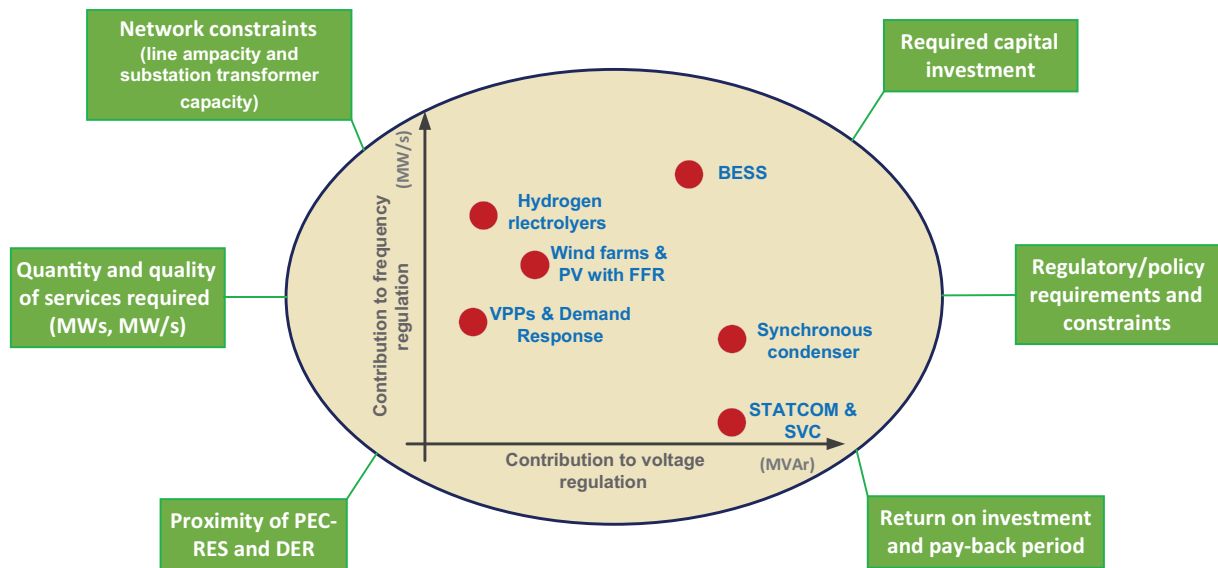 Network constraints
(line ampacity and
substation transformer
capacity)
Required capital
investment
Quantity and quality
of services required
(MWs, MW/s)
Regulatory/policy
requirements and
constraints
Proximity of PEC-
RES and DER
Return on investment
and pay-back period
Contribution to frequency
regulation
(MW/s)
BESS
Hydrogen
rlectrolyers
Wind farms &
PV with FFR
VPPs & Demand
Response
Synchronous
condenser
STATCOM &
SVC
Contribution to voltage
regulation
(MVAr)